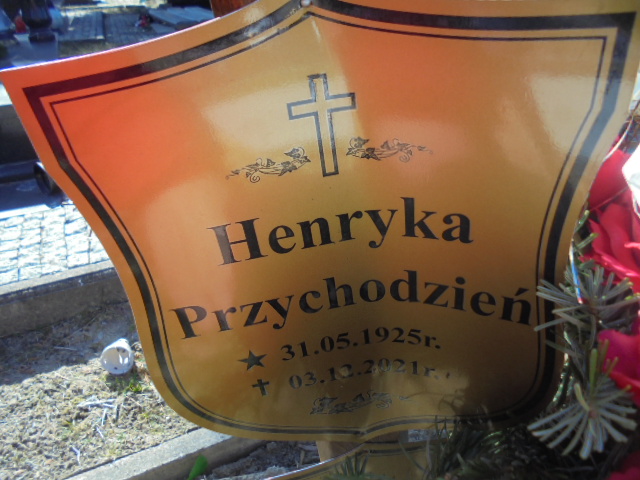 Henryka
Przychodzień
★ 31.05.1925r.
✝ 03.12.2021r.